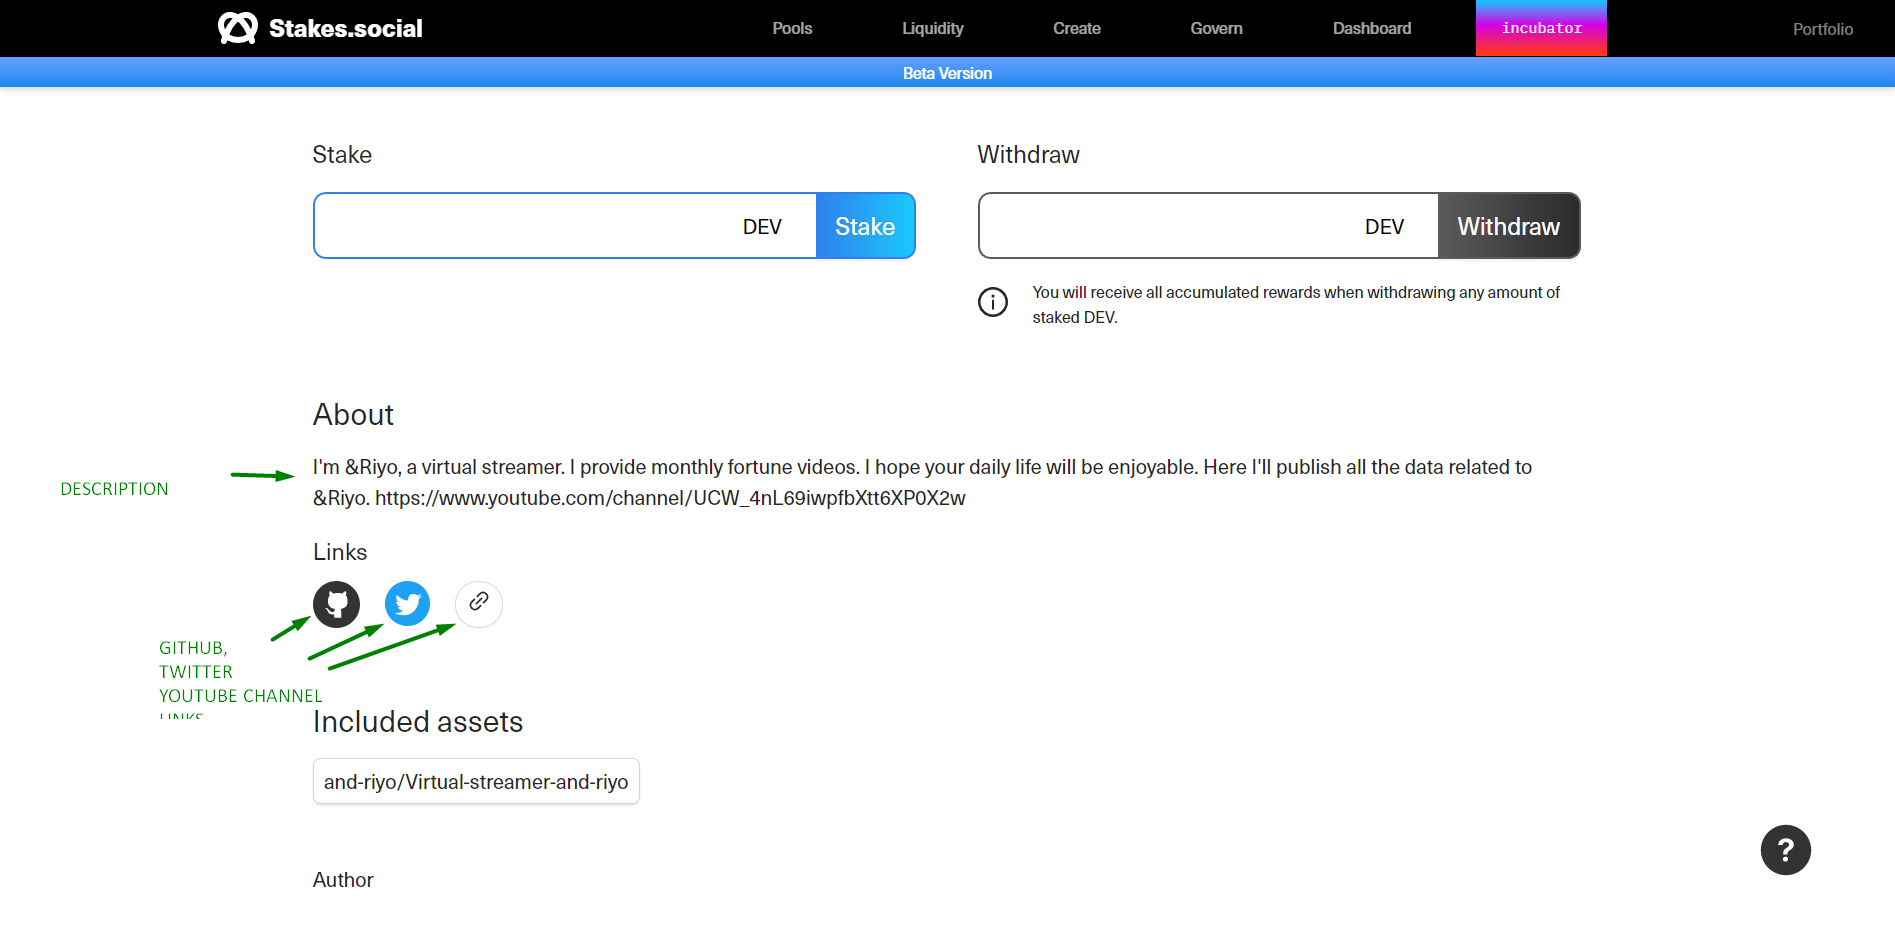 Stakes.social
Pools
Liquidity
Create
Govern
Dashboard
incubator
Portfolio
Beta Version
Stake
DEV
Stake
Withdraw
DEV
Withdraw
You will receive all accumulated rewards when withdrawing any amount of
staked DEV.
About
DESCRIPTION
I'm &Riyo, a virtual streamer. I provide monthly fortune videos. I hope your daily life will be enjoyable. Here I'll publish all the data related to
&Riyo. https://www.youtube.com/channel/UCW_4nL69iwpfbXtt6XP0X2w
Links
GITHUB,
TWITTER
YOUTUBE CHANNEL
LINKS
Included assets
and-riyo/Virtual-streamer-and-riyo
?
Author